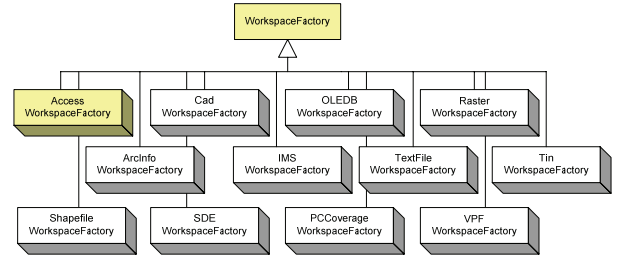 WorkspaceFactory
Access
WorkspaceFactory
Cad
WorkspaceFactory
OLEDB
WorkspaceFactory
Raster
WorkspaceFactory
ArcInfo
WorkspaceFactory
IMS
WorkspaceFactory
TextFile
WorkspaceFactory
Tin
WorkspaceFactory
Shapefile
WorkspaceFactory
SDE
WorkspaceFactory
PCCoverage
WorkspaceFactory
VPF
WorkspaceFactory